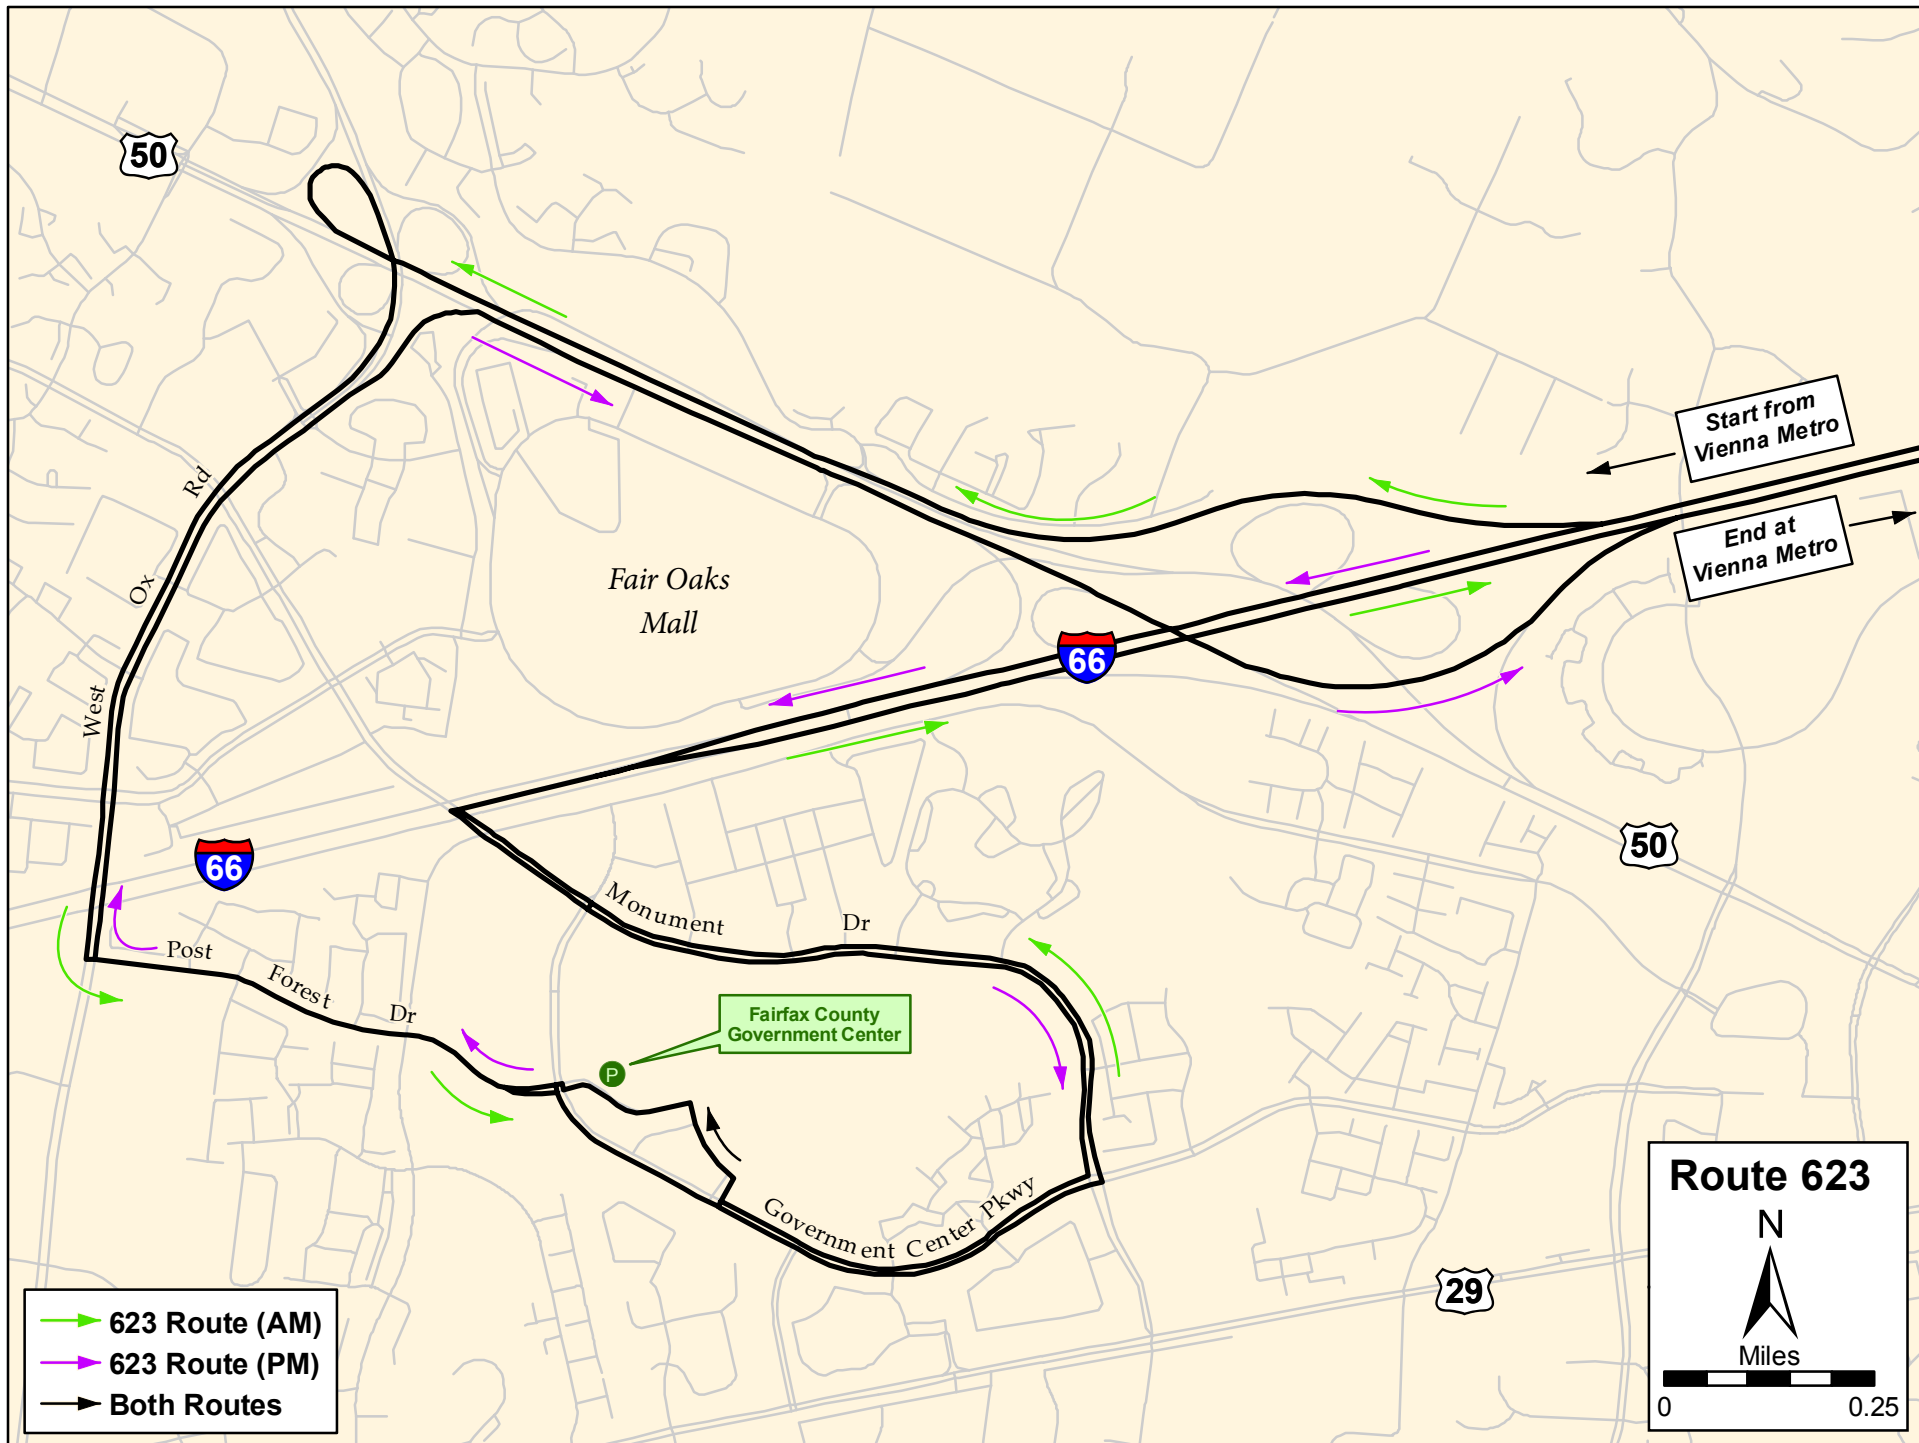 50
Start from
Vienna Metro
End at
Vienna Metro
West Ox Rd
Fair Oaks
Mall
66
66
50
Monument Dr
Post Forest Dr
Fairfax County
Government Center
P
Government Center Pkwy
29
623 Route (AM)
623 Route (PM)
Both Routes
Route 623
N
Miles
0 0.25